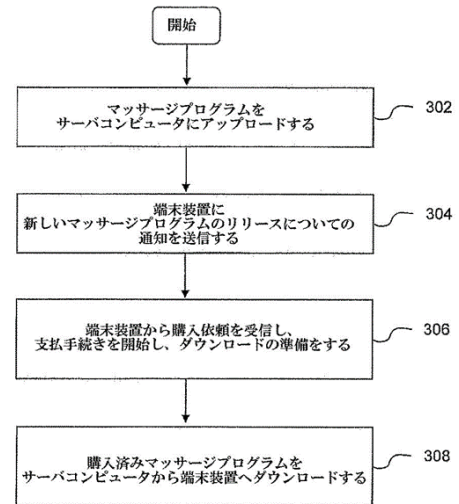 開始
マッサージプログラムを
サーバコンピュータにアップロードする
302
端末装置に
新しいマッサージプログラムのリリースについての
通知を送信する
304
端末装置から購入依頼を受信し、
支払手続きを開始し、ダウンロードの準備をする
306
購入済みマッサージプログラムを
サーバコンピュータから端末装置へダウンロードする
308